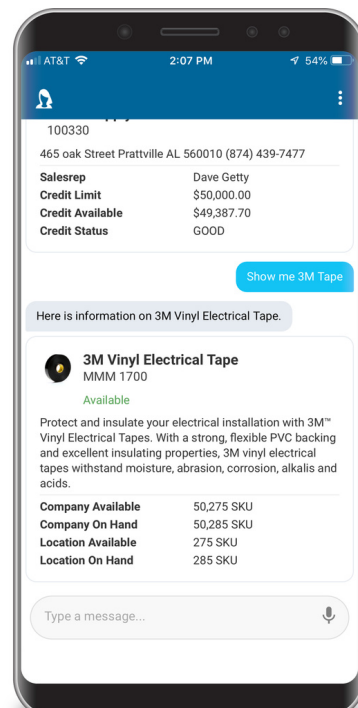 AT&T 2:07 PM 54%
100330
465 oak Street Prattville AL 560010 (874) 439-7477
Salesrep Dave Getty
Credit Limit $50,000.00
Credit Available $49,387.70
Credit Status GOOD
Show me 3M Tape
Here is information on 3M Vinyl Electrical Tape.
3M Vinyl Electrical Tape
MMM 1700
Available
Protect and insulate your electrical installation with 3M™
Vinyl Electrical Tapes. With a strong, flexible PVC backing
and excellent insulating properties, 3M vinyl electrical
tapes withstand moisture, abrasion, corrosion, alkalis and
acids.
Company Available 50,275 SKU
Company On Hand 50,285 SKU
Location Available 275 SKU
Location On Hand 285 SKU
Type a message...